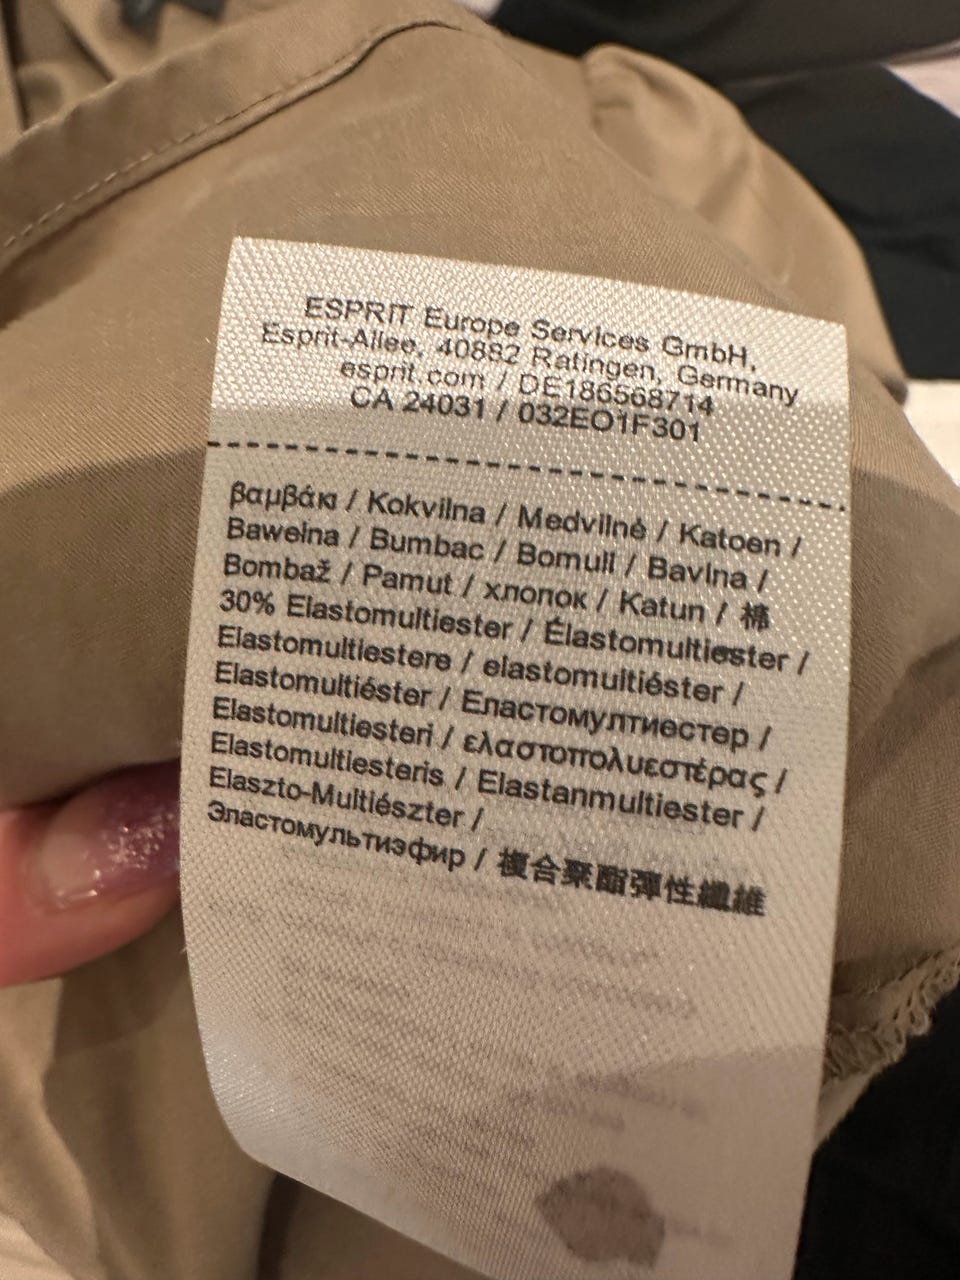 ESPRIT Europe Services GmbH,
Esprit-Allee, 40882 Ratingen, Germany
esprit.com / DE186568714
CA 24031 / 032EO1F301
βαμβάκι / Kokvilna / Medvilnė / Katoen /
Bawełna / Bumbac / Bomull / Bavlna /
Bombaž / Pamut / хлопок / Katun / 棉
30% Elastomultiester / Élastomultiester /
Elastomultiestere / elastomultiéster /
Elastomultiéster / Еластомултиестер /
Elastomultiesteri / ελαστοπολυεστέρας /
Elastomultiesteris / Elastanmultiester /
Elaszto-Multiészter /
Эластомультиэфир / 複合聚酯彈性纖維